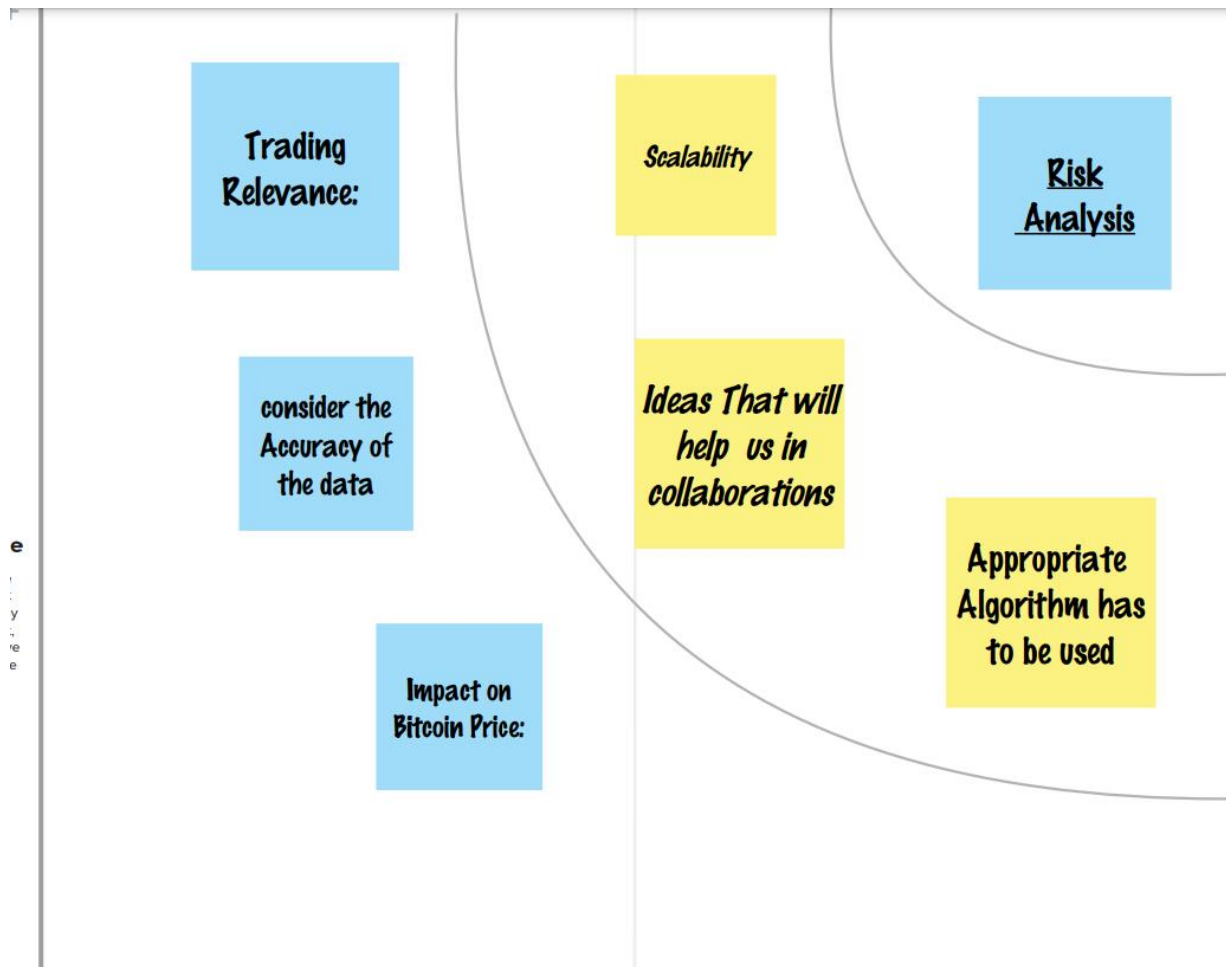 Trading
Relevance:
Scalability
Risk
Analysis
consider the
Accuracy of
the data
Ideas That will
help us in
collaborations
Appropriate
Algorithm has
to be used
Impact on
Bitcoin Price:
e
y
ve
e